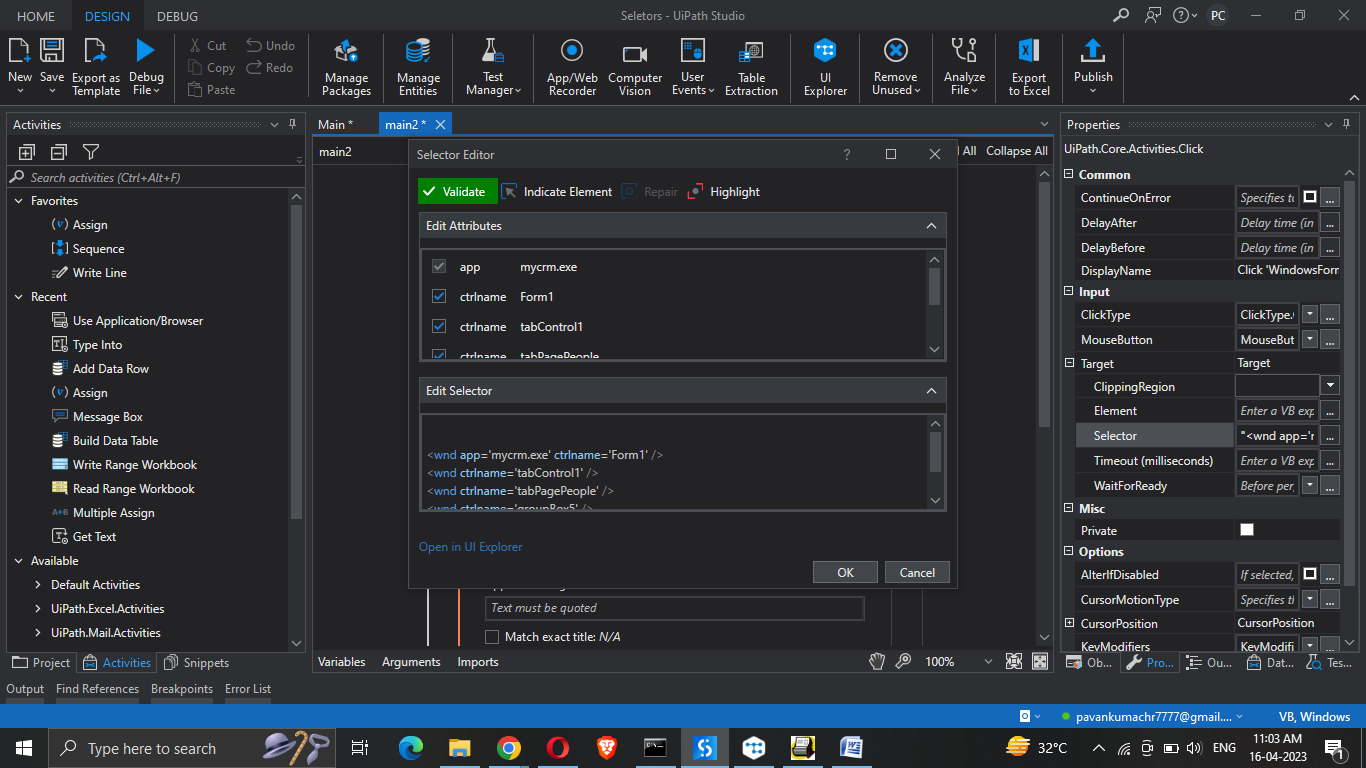 HOME DESIGN DEBUG
Seletors - UiPath Studio
PC
New Save Export as Template Debug File
Cut Copy Paste
Undo Redo
Manage Packages
Manage Entities
Test Manager
App/Web Recorder
Computer Vision
User Events
Table Extraction
UI Explorer
Remove Unused
Analyze File
Export to Excel
Publish
Activities
Search activities (Ctrl+Alt+F)
Favorites
Assign
Sequence
Write Line
Recent
Use Application/Browser
Type Into
Add Data Row
Assign
Message Box
Build Data Table
Write Range Workbook
Read Range Workbook
Multiple Assign
Get Text
Available
Default Activities
UiPath.Excel.Activities
UiPath.Mail.Activities
Project Activities Snippets
Main * main2 *
main2
All Collapse All
Selector Editor
?
Validate Indicate Element Repair Highlight
Edit Attributes
app mycrm.exe
ctrlname Form1
ctrlname tabControl1
ctrlname tabPagePeople
Edit Selector
<wnd app='mycrm.exe' ctrlname='Form1' />
<wnd ctrlname='tabControl1' />
<wnd ctrlname='tabPagePeople' />
<wnd ctrlname='groupBox5' />
Open in UI Explorer
OK Cancel
Text must be quoted
Match exact title: N/A
Variables Arguments Imports
100%
Properties
UiPath.Core.Activities.Click
Common
ContinueOnError Specifies to ...
DelayAfter Delay time (in ...
DelayBefore Delay time (in ...
DisplayName Click 'WindowsForm
Input
ClickType ClickType. ...
MouseButton MouseBut ...
Target Target
ClippingRegion
Element Enter a VB exp ...
Selector "<wnd app='r ...
Timeout (milliseconds) Enter a VB exp ...
WaitForReady Before per ...
Misc
Private
Options
AlterIfDisabled If selected, ...
CursorMotionType Specifies th ...
CursorPosition CursorPosition
KeyModifiers KeyModifi ...
Ob... Pro... Ou... Dat... Tes...
Output Find References Breakpoints Error List
pavankumachr7777@gmail.... VB, Windows
Type here to search
32°C
ENG
11:03 AM
16-04-2023
1